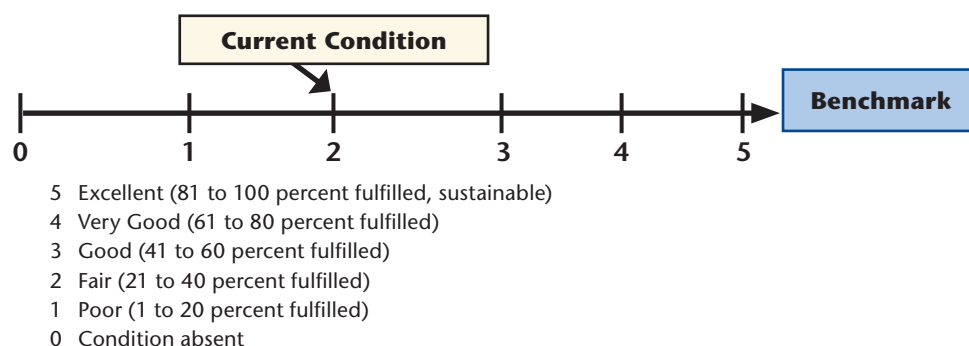 Current Condition
Benchmark
0 1 2 3 4 5
5 Excellent (81 to 100 percent fulfilled, sustainable)
4 Very Good (61 to 80 percent fulfilled)
3 Good (41 to 60 percent fulfilled)
2 Fair (21 to 40 percent fulfilled)
1 Poor (1 to 20 percent fulfilled)
0 Condition absent